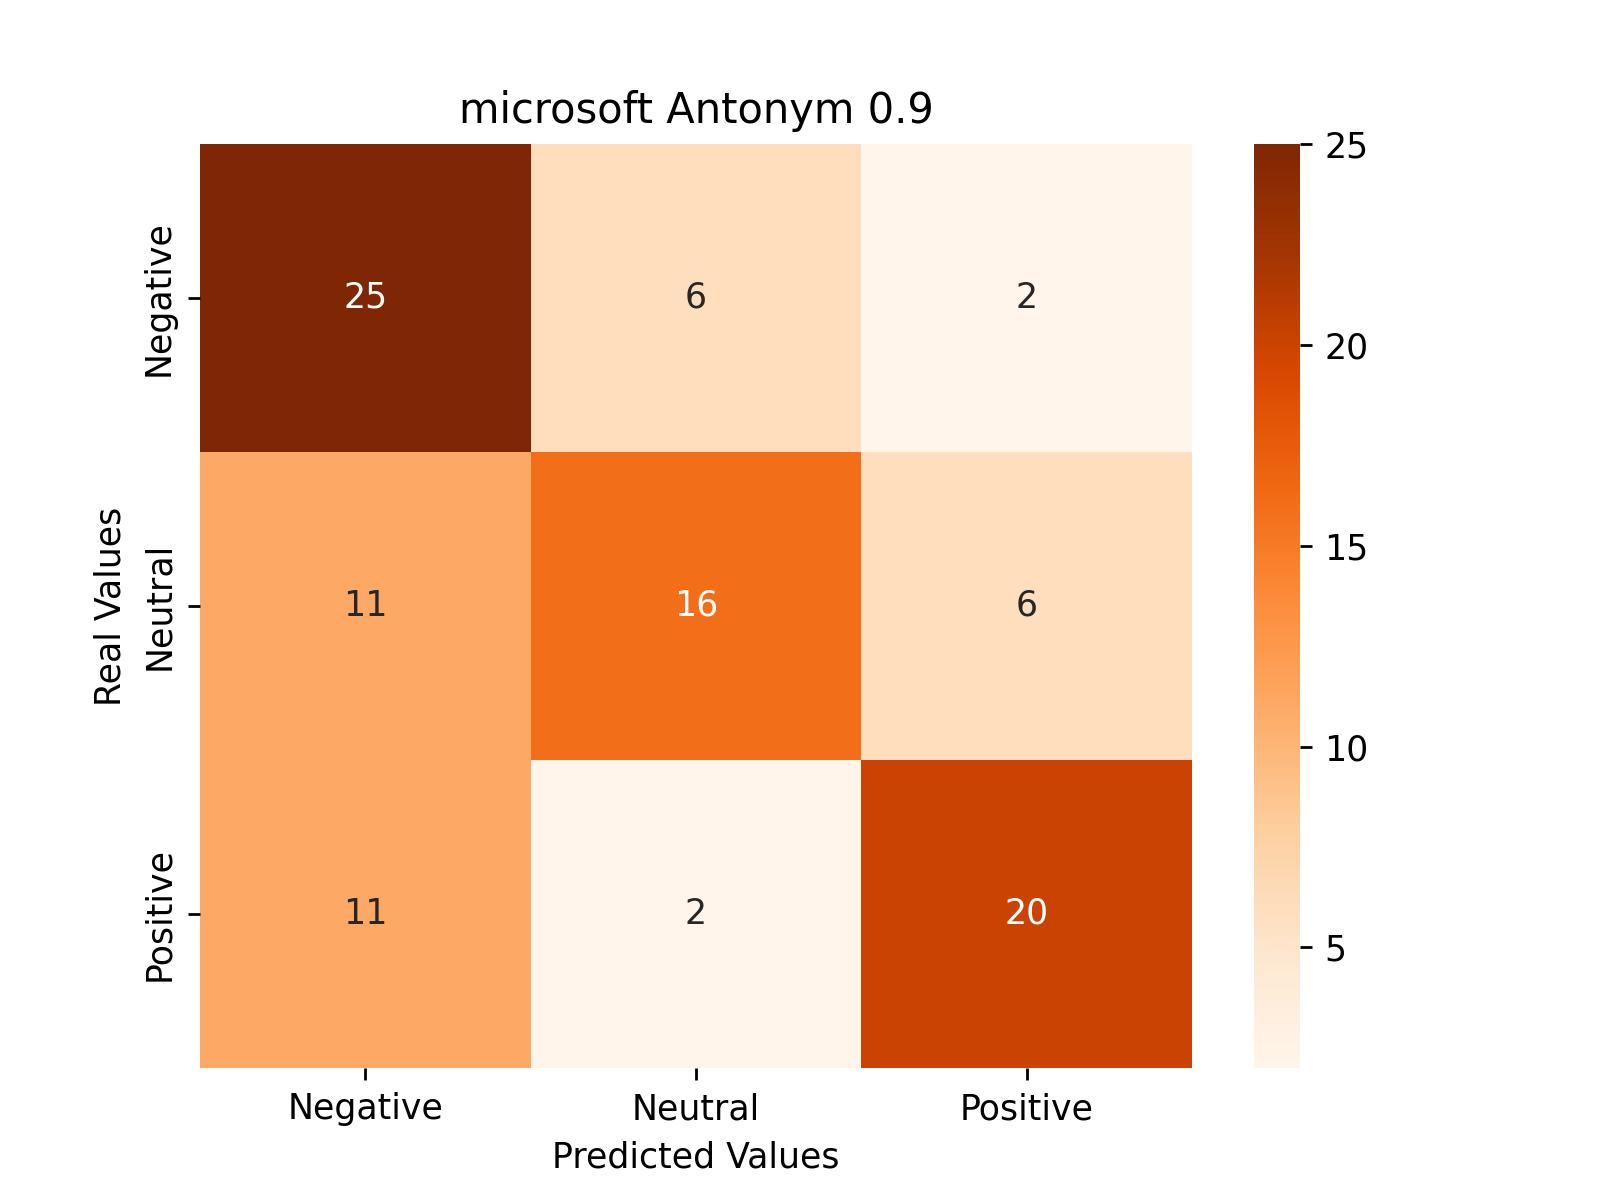 microsoft Antonym 0.9
Real Values
Negative
25 6 2
Neutral
11 16 6
Positive
11 2 20
Negative Neutral Positive
Predicted Values
25
20
15
10
5